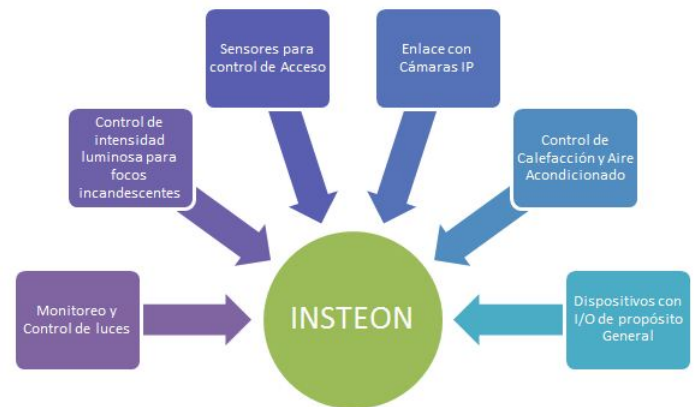 Sensores para
control de Acceso
Enlace con
Cámaras IP
Control de
intensidad
luminosa para
focos
incandescentes
Control de
Calefacción y Aire
Acondicionado
Monitoreo y
Control de luces
INSTEON
Dispositivos con
I/O de propósito
General